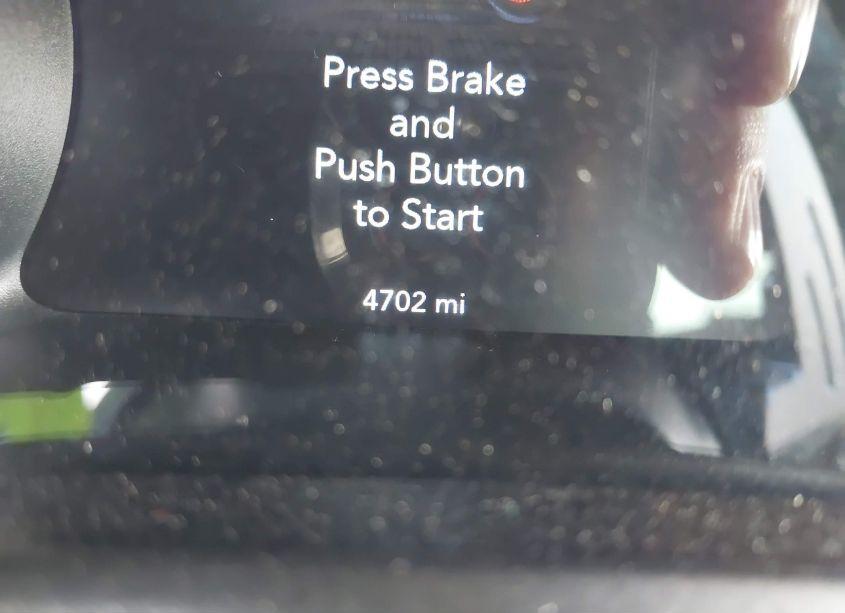 Press Brake
and
Push Button
to Start
4702 mi